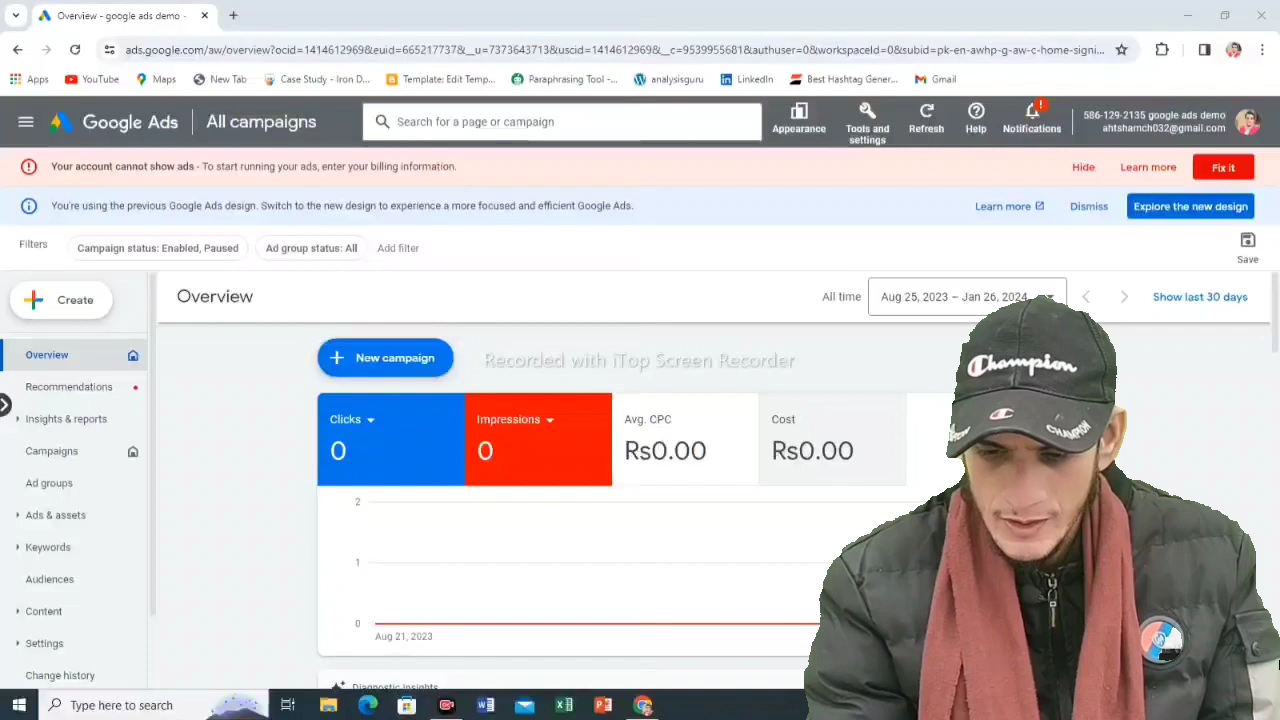 Overview - google ads demo -
ads.google.com/aw/overview?ocid=1414612969&euid=665217737&__u=7373643713&uscid=1414612969&__c=9539955681&authuser=0&workspaceId=0&subid=pk-en-awhp-g-aw-c-home-signi...
Apps YouTube Maps New Tab Case Study - Iron D... Template: Edit Temp... Paraphrasing Tool -... analysisguru LinkedIn Best Hashtag Gener... Gmail
Google Ads All campaigns
Search for a page or campaign
Appearance
Tools and settings
Refresh
Help
Notifications
586-129-2135 google ads demo
ahtshamch032@gmail.com
Your account cannot show ads - To start running your ads, enter your billing information.
Hide Learn more Fix it
You're using the previous Google Ads design. Switch to the new design to experience a more focused and efficient Google Ads.
Learn more Dismiss Explore the new design
Filters Campaign status: Enabled, Paused Ad group status: All Add filter
Save
Create
Overview
Recommendations
Insights & reports
Campaigns
Ad groups
Ads & assets
Keywords
Audiences
Content
Settings
Change history
Overview
All time Aug 25, 2023 – Jan 26, 2024 Show last 30 days
New campaign
Recorded with iTop Screen Recorder
Clicks Impressions Avg. CPC Cost
0 0 Rs0.00 Rs0.00
2
1
0
Aug 21, 2023
Diagnostic insights
Champion
CHAMPION
Type here to search